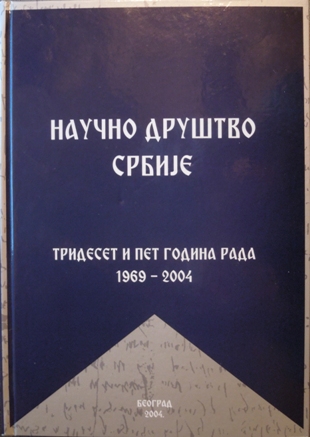 НАУЧНО ДРУШТВО
СРБИЈЕ
ТРИДЕСЕТ И ПЕТ ГОДИНА РАДА
1969 - 2004
БЕОГРАД
2004.